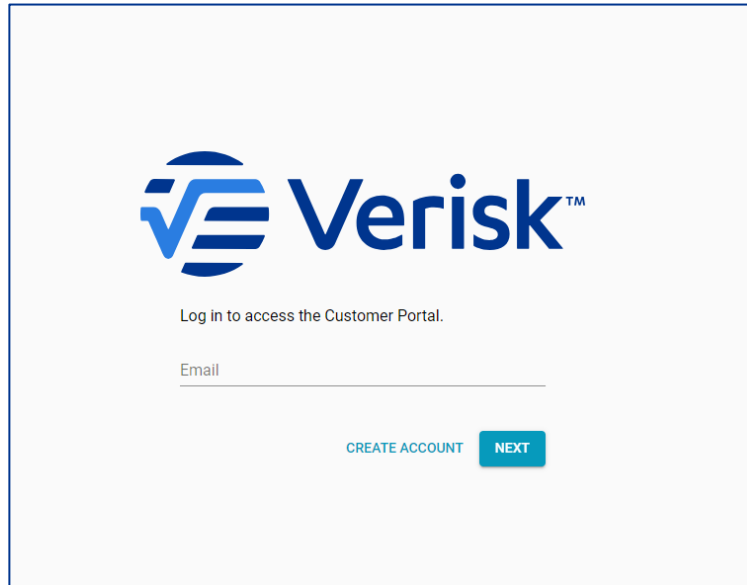 Verisk™
Log in to access the Customer Portal.
Email
CREATE ACCOUNT NEXT